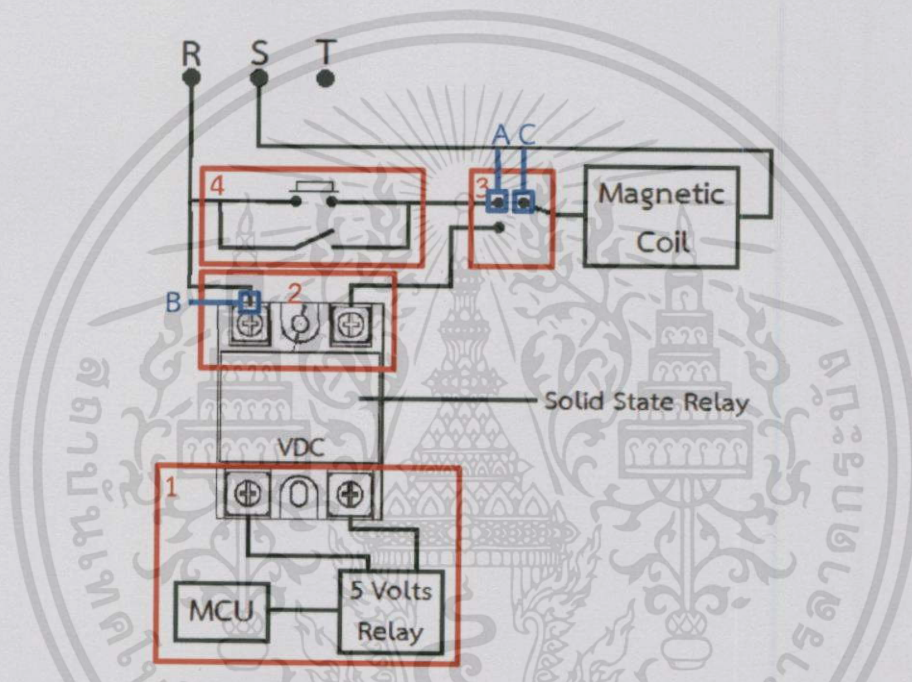 R S T
A C
4
3
Magnetic
Coil
B
2
Solid State Relay
VDC
1
MCU
5 Volts
Relay